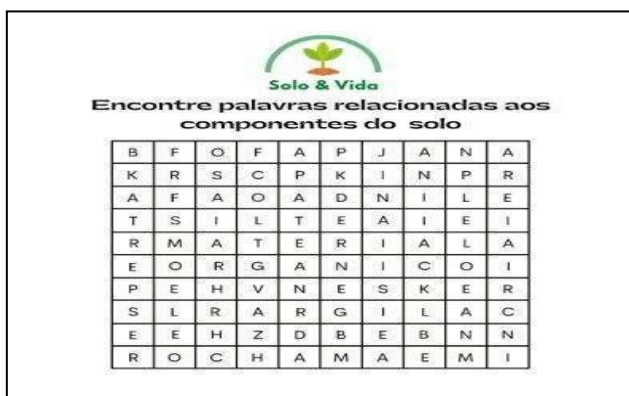 Solo & Vida
Encontre palavras relacionadas aos
componentes do solo
B F O F A P J A N A
K R S C P K I N P R
A F A O A D N I L E
T S I L T E A I E I
R M A T E R I A L A
E O R G A N I C O I
P E H V N E S K E R
S L R A R G I L A C
E E H Z D B E B N N
R O C H A M A E M I